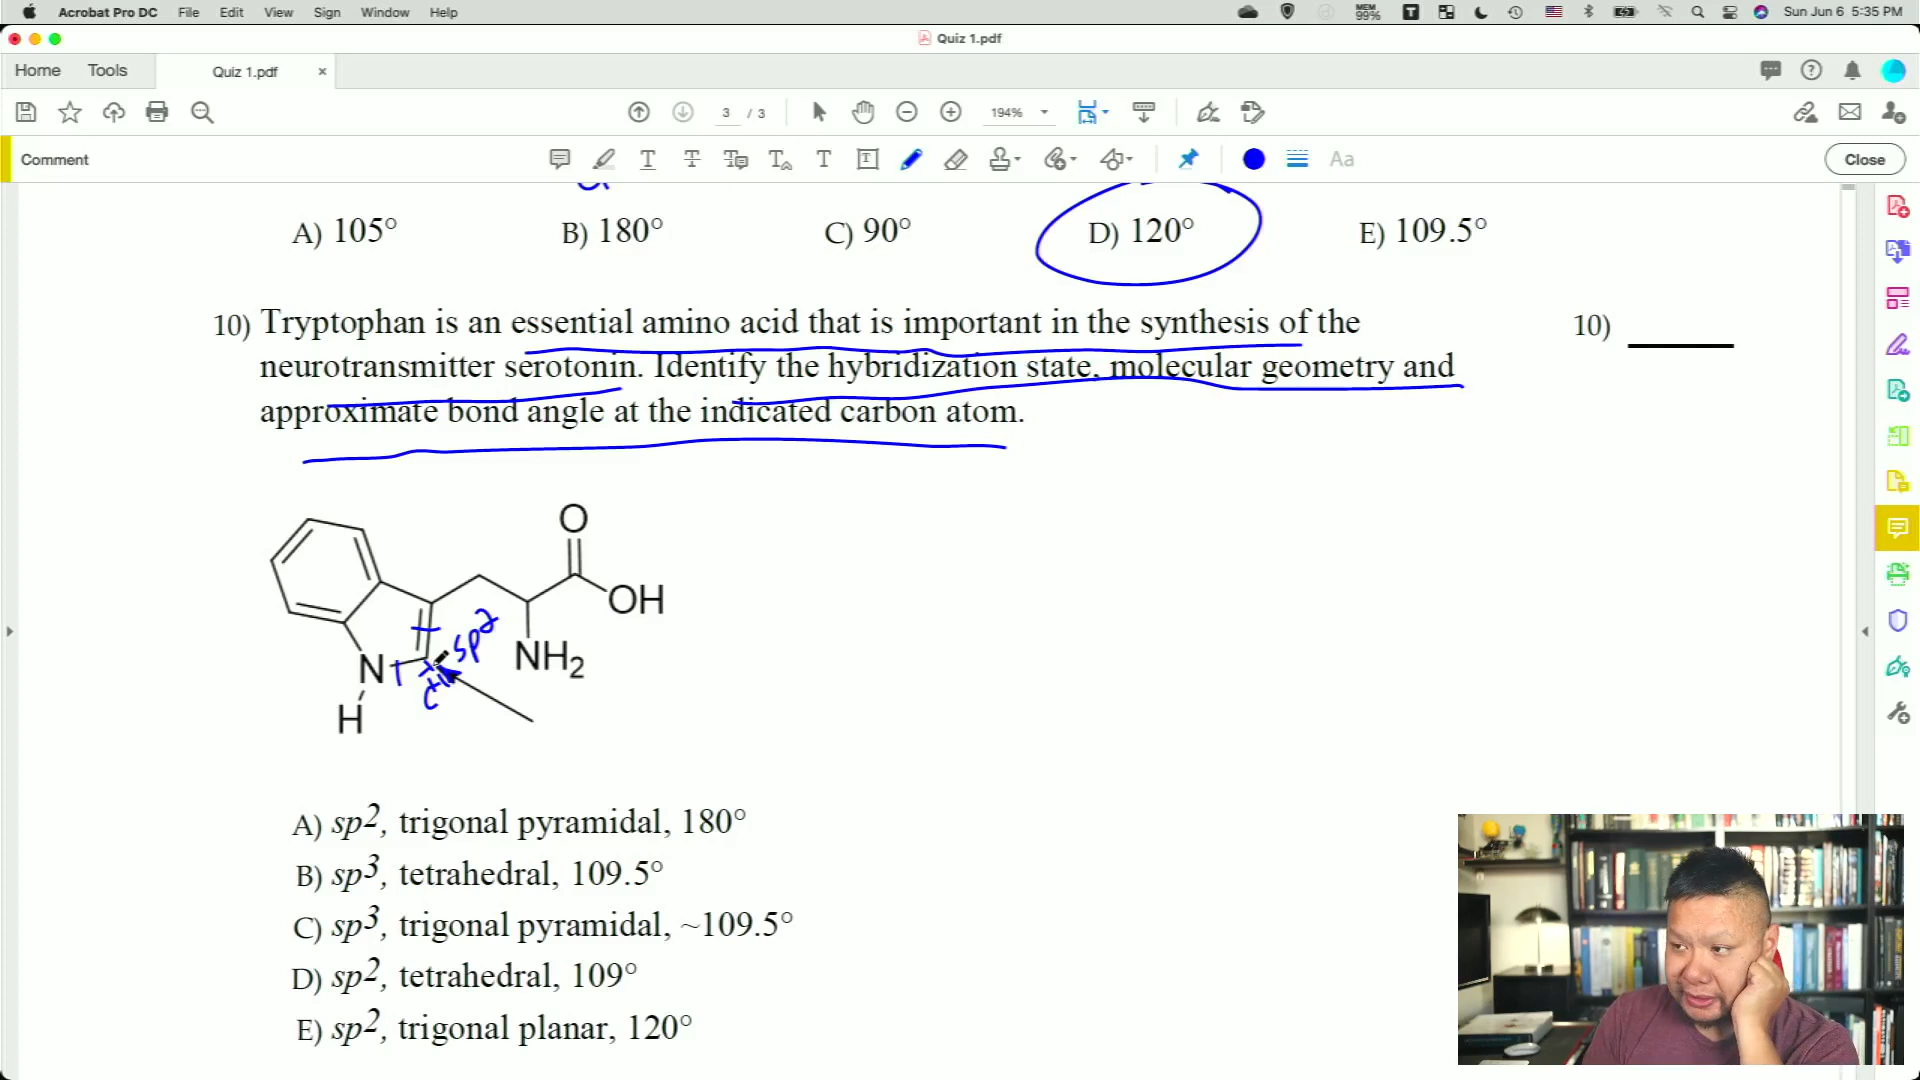 Acrobat Pro DC File Edit View Sign Window Help MEM 99% Sun Jun 6 5:35 PM
Quiz 1.pdf
Home Tools Quiz 1.pdf ×
3 / 3 194%
Comment Aa Close
A) 105° B) 180° C) 90° D) 120° E) 109.5°
10) Tryptophan is an essential amino acid that is important in the synthesis of the 10)
neurotransmitter serotonin. Identify the hybridization state, molecular geometry and
approximate bond angle at the indicated carbon atom.
O
OH
sp2
NH2
N
H
A) sp2, trigonal pyramidal, 180°
B) sp3, tetrahedral, 109.5°
C) sp3, trigonal pyramidal, ~109.5°
D) sp2, tetrahedral, 109°
E) sp2, trigonal planar, 120°